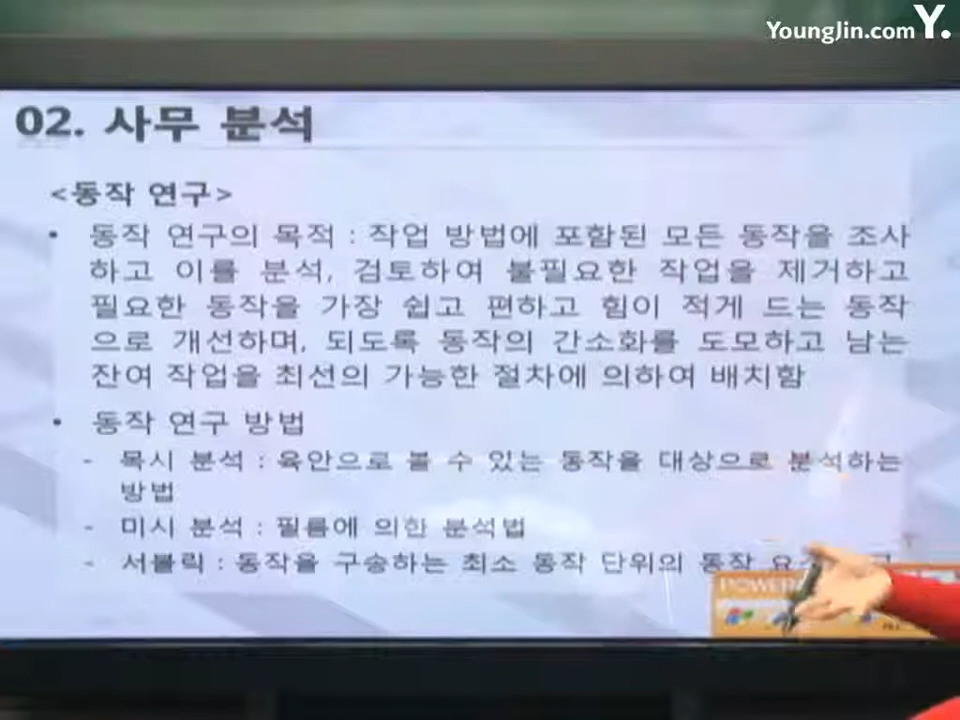 YoungJin.com Y.
02. 사무 분석
<동작 연구>
• 동작 연구의 목적 : 작업 방법에 포함된 모든 동작을 조사
하고 이를 분석, 검토하여 불필요한 작업을 제거하고
필요한 동작을 가장 쉽고 편하고 힘이 적게 드는 동작
으로 개선하며, 되도록 동작의 간소화를 도모하고 남는
잔여 작업을 최선의 가능한 절차에 의하여 배치함
• 동작 연구 방법
- 목시 분석 : 육안으로 볼 수 있는 동작을 대상으로 분석하는
방법
- 미시 분석 : 필름에 의한 분석법
- 서블릭 : 동작을 구송하는 최소 동작 단위의 동작
POWER